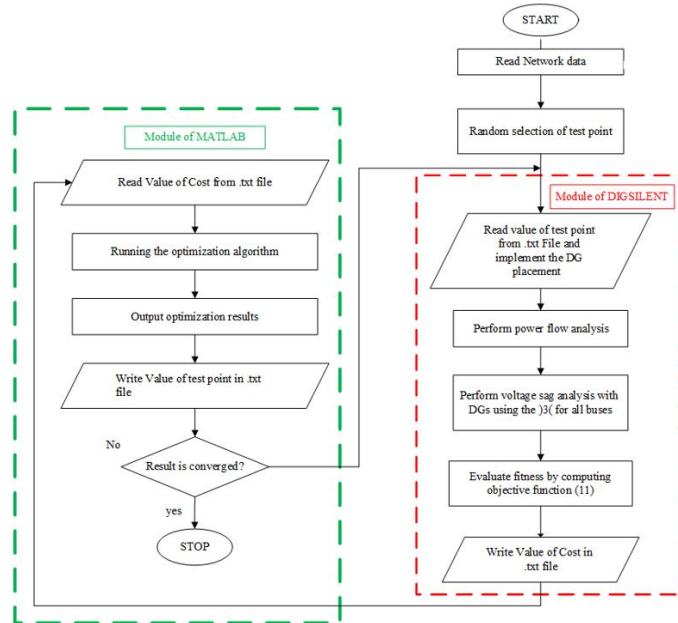 START
Read Network data
Random selection of test point
Module of MATLAB
Read Value of Cost from .txt file
Running the optimization algorithm
Output optimization results
Write Value of test point in .txt
file
No
Result is converged?
yes
STOP
Module of DIGSILENT
Read value of test point
from .txt File and
implement the DG
placement
Perform power flow analysis
Perform voltage sag analysis with
DGs using the )3( for all buses
Evaluate fitness by computing
objective function (11)
Write Value of Cost in
.txt file